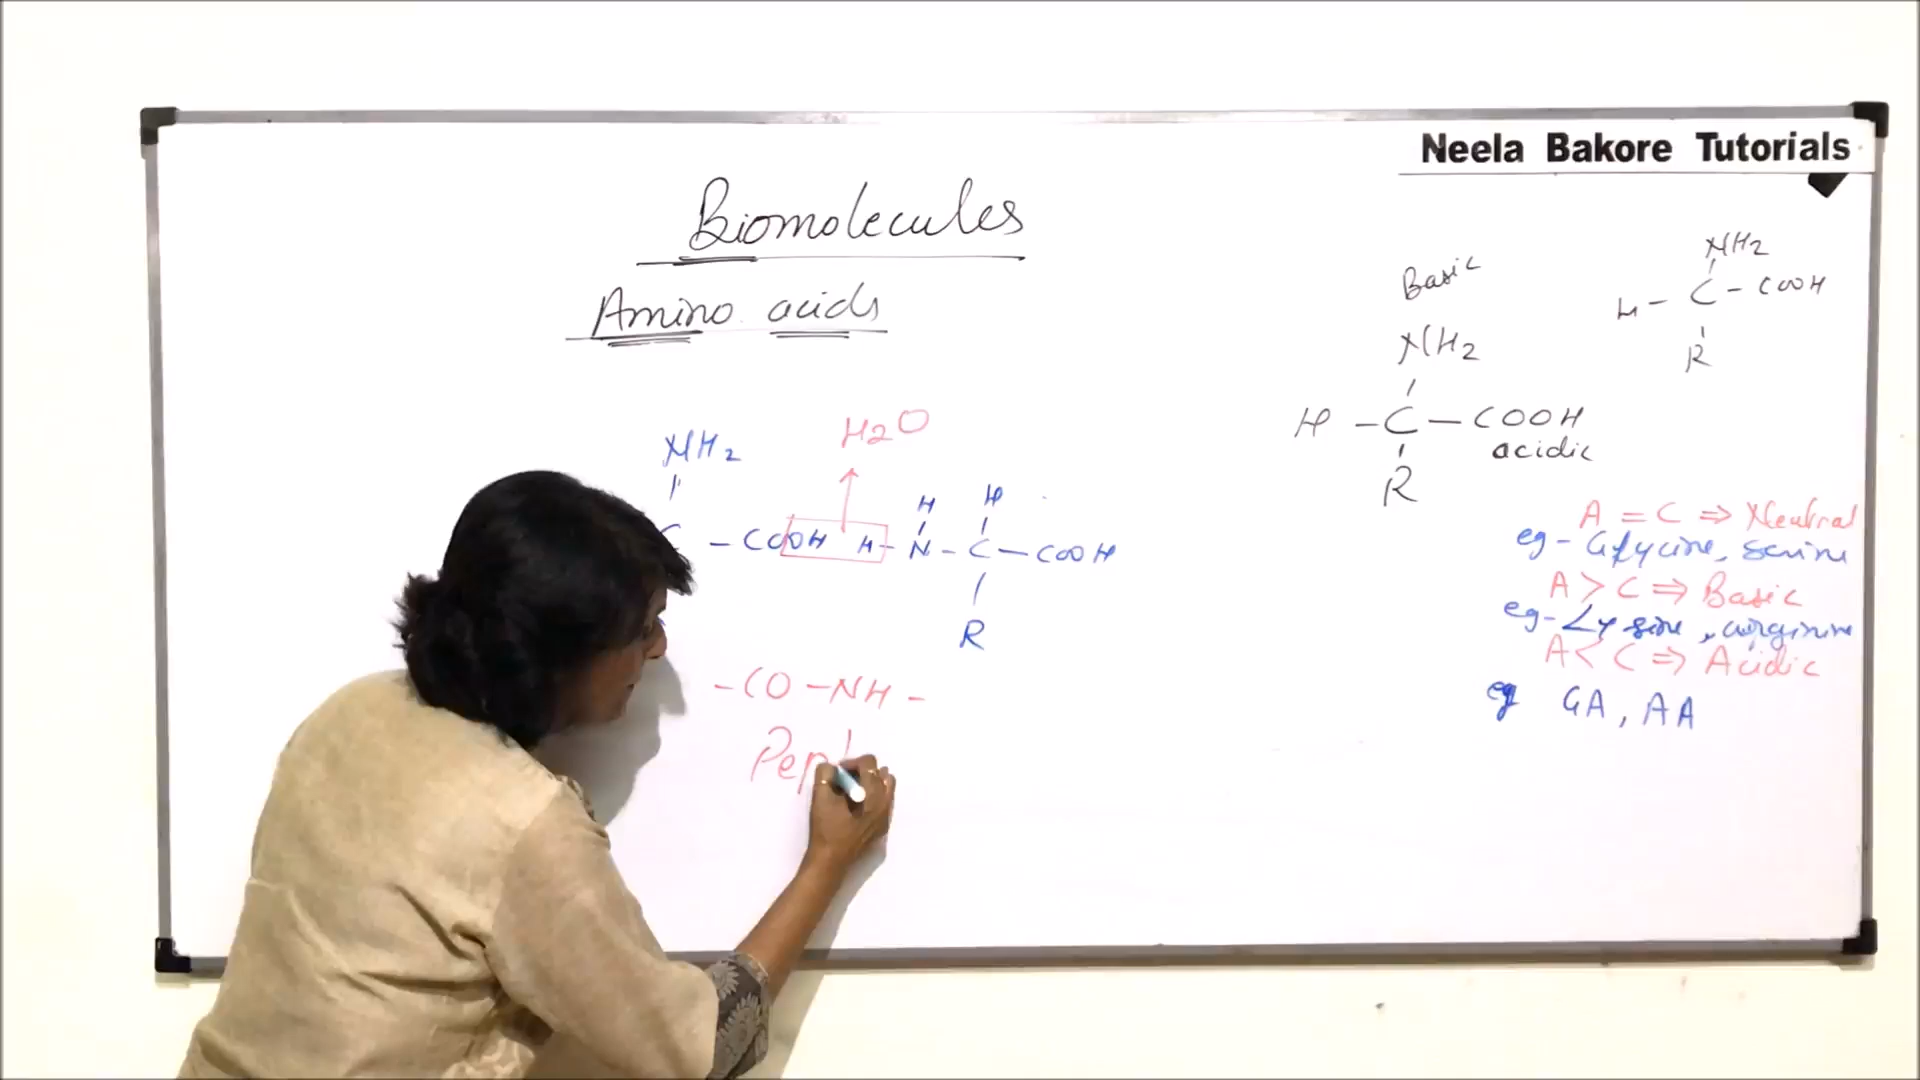 Neela Bakore Tutorials
Biomolecules
Amino acids
NH2
H2O
H H
C - COOH H - N - C - COOH
R
- CO - NH -
Pept
Basic
NH2
H - C - COOH
acidic
R
NH2
H - C - COOH
R
A = C ⇒ Neutral
eg - Glycine, serine
A > C ⇒ Basic
eg - Lysine, arginine
A < C ⇒ Acidic
eg GA, AA